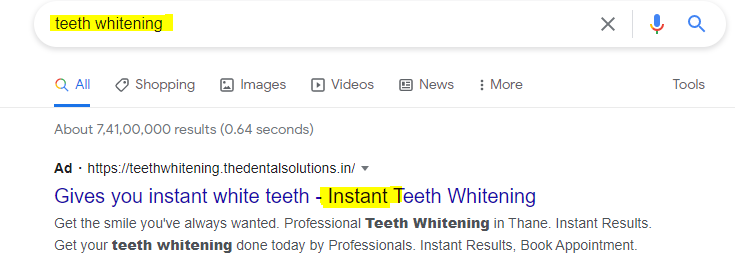 teeth whitening
All Shopping Images Videos News More Tools
About 7,41,00,000 results (0.64 seconds)
Ad · https://teethwhitening.thedentalsolutions.in/
Gives you instant white teeth - Instant Teeth Whitening
Get the smile you've always wanted. Professional Teeth Whitening in Thane. Instant Results.
Get your teeth whitening done today by Professionals. Instant Results, Book Appointment.